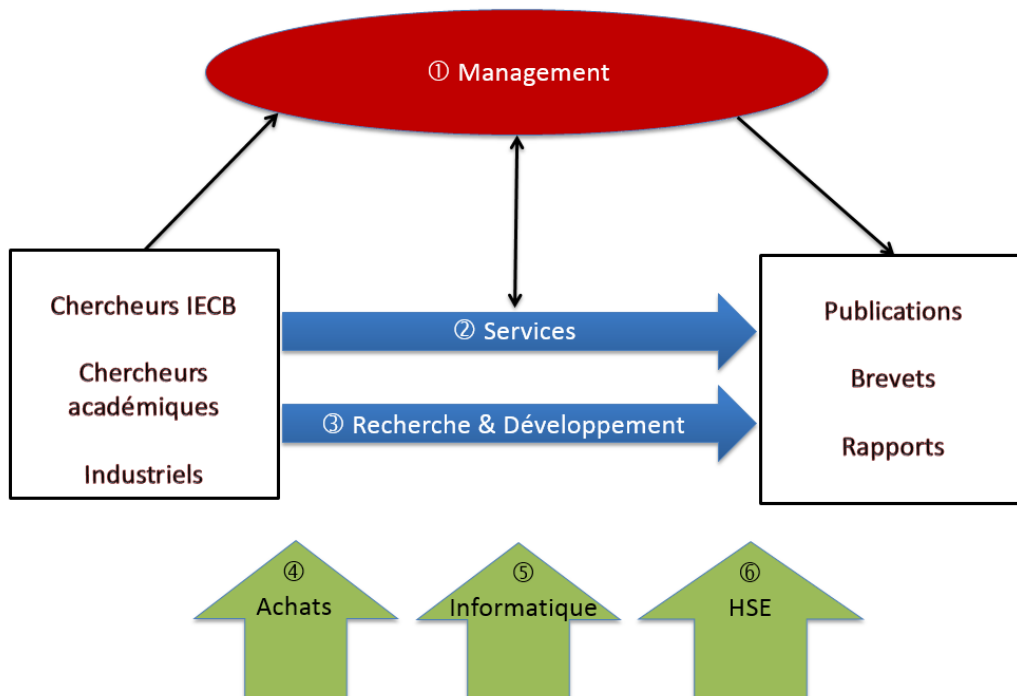 ① Management
Chercheurs IECB
Chercheurs
académiques
Industriels
② Services
③ Recherche & Développement
Publications
Brevets
Rapports
④
Achats
⑤
Informatique
⑥
HSE